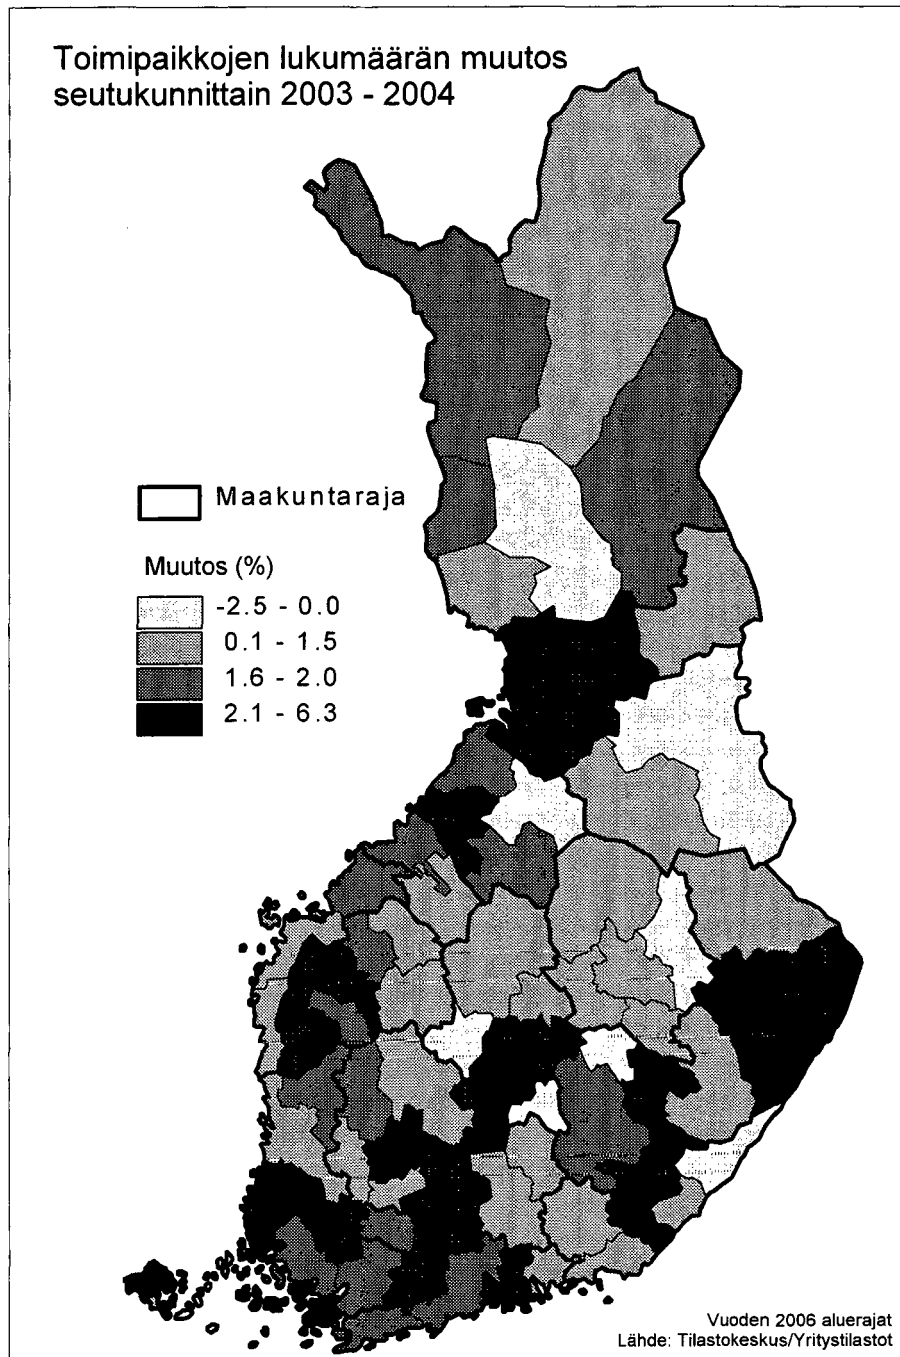 Toimipaikkojen lukumäärän muutos
seutukunnittain 2003 - 2004
Maakuntaraja
Muutos (%)
-2.5 - 0.0
0.1 - 1.5
1.6 - 2.0
2.1 - 6.3
Vuoden 2006 aluerajat
Lähde: Tilastokeskus/Yritystilastot